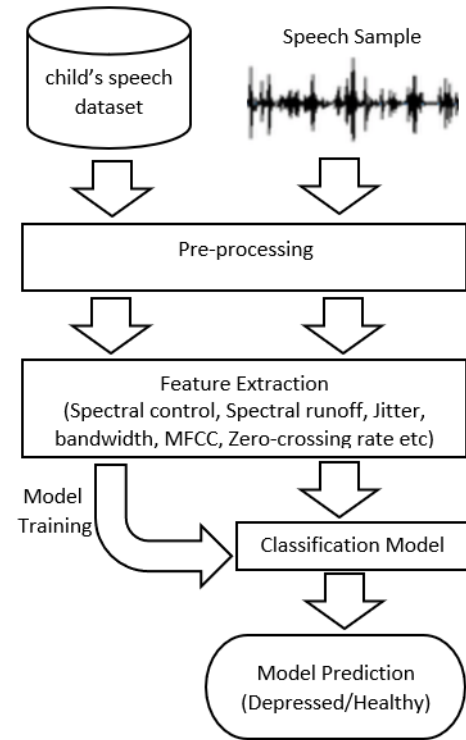 child's speech
dataset
Speech Sample
Pre-processing
Feature Extraction
(Spectral control, Spectral runoff, Jitter,
bandwidth, MFCC, Zero-crossing rate etc)
Model
Training
Classification Model
Model Prediction
(Depressed/Healthy)